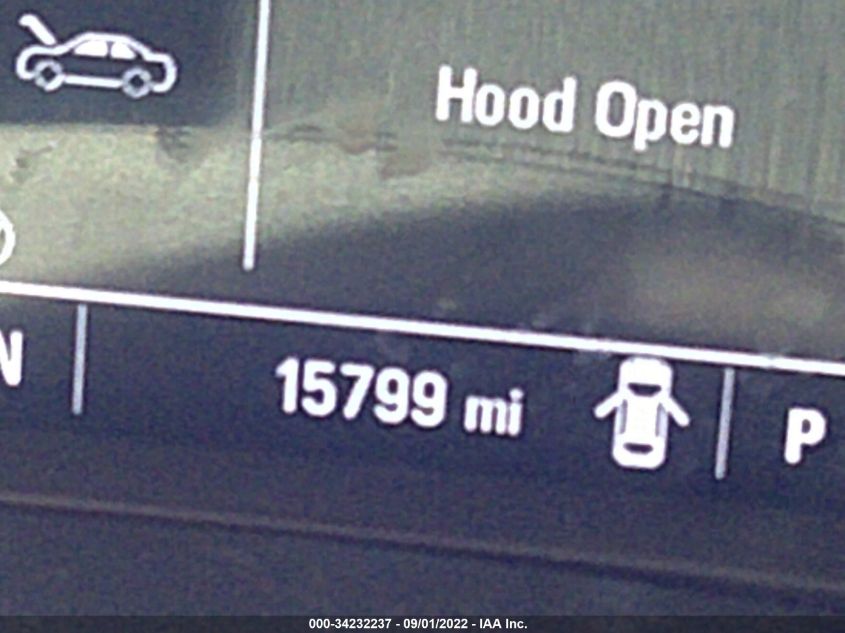 Hood Open
N
15799 mi
P
000-34232237 - 09/01/2022 - IAA Inc.